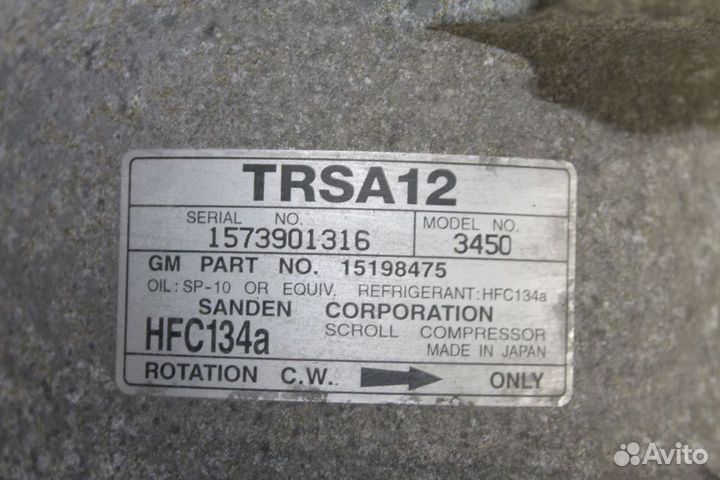 TRSA12
SERIAL NO. MODEL NO.
1573901316 3450
GM PART NO. 15198475
OIL: SP-10 OR EQUIV. REFRIGERANT: HFC134a
SANDEN CORPORATION
HFC134a SCROLL COMPRESSOR
MADE IN JAPAN
ROTATION C.W. ONLY
Avito